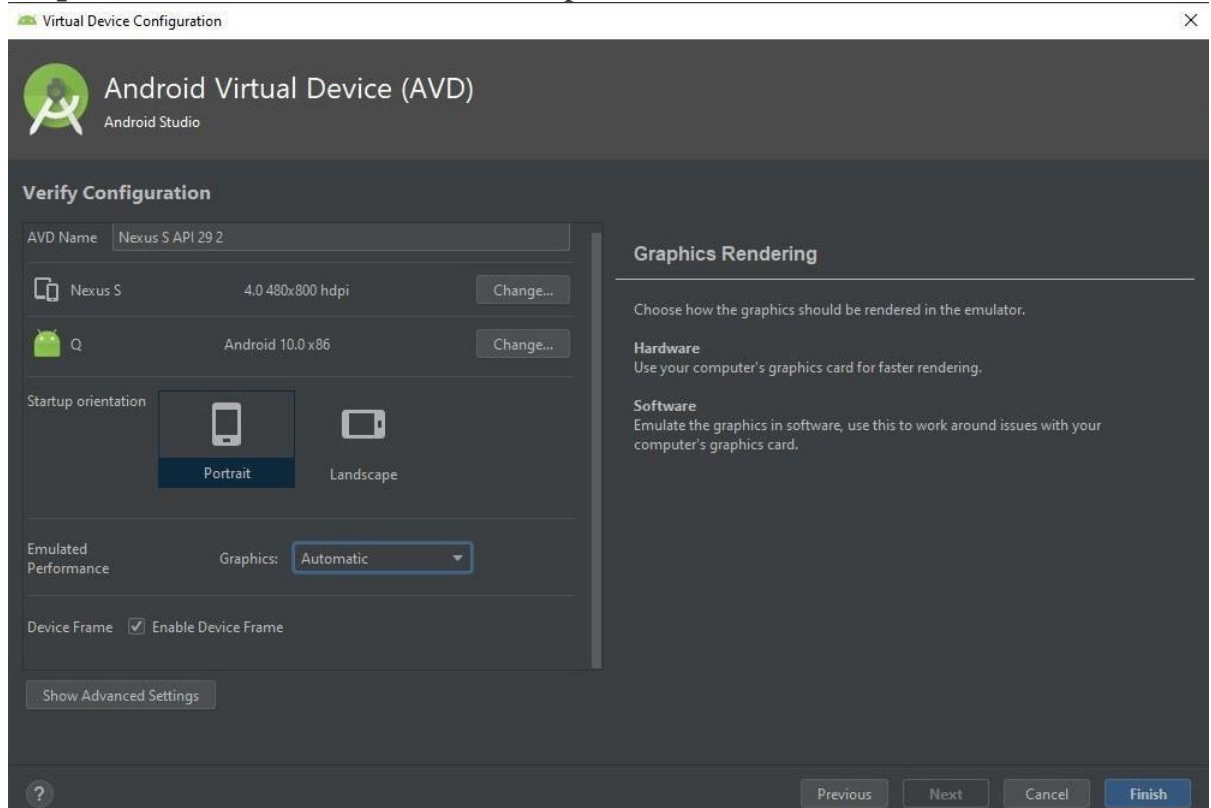 Virtual Device Configuration
Android Virtual Device (AVD)
Android Studio
Verify Configuration
AVD Name Nexus S API 29 2
Nexus S 4.0 480x800 hdpi Change...
Q Android 10.0 x86 Change...
Startup orientation
Portrait Landscape
Emulated
Performance
Graphics: Automatic
Device Frame Enable Device Frame
Show Advanced Settings
Graphics Rendering
Choose how the graphics should be rendered in the emulator.
Hardware
Use your computer's graphics card for faster rendering.
Software
Emulate the graphics in software, use this to work around issues with your
computer's graphics card.
? Previous Next Cancel Finish